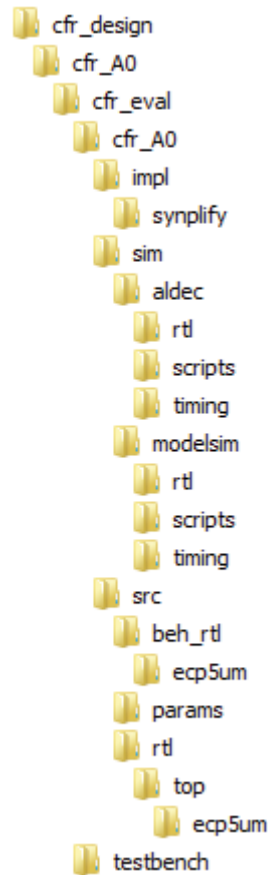 cfr_design
cfr_A0
cfr_eval
cfr_A0
impl
synplify
sim
aldec
rtl
scripts
timing
modelsim
rtl
scripts
timing
src
beh_rtl
ecp5um
params
rtl
top
ecp5um
testbench